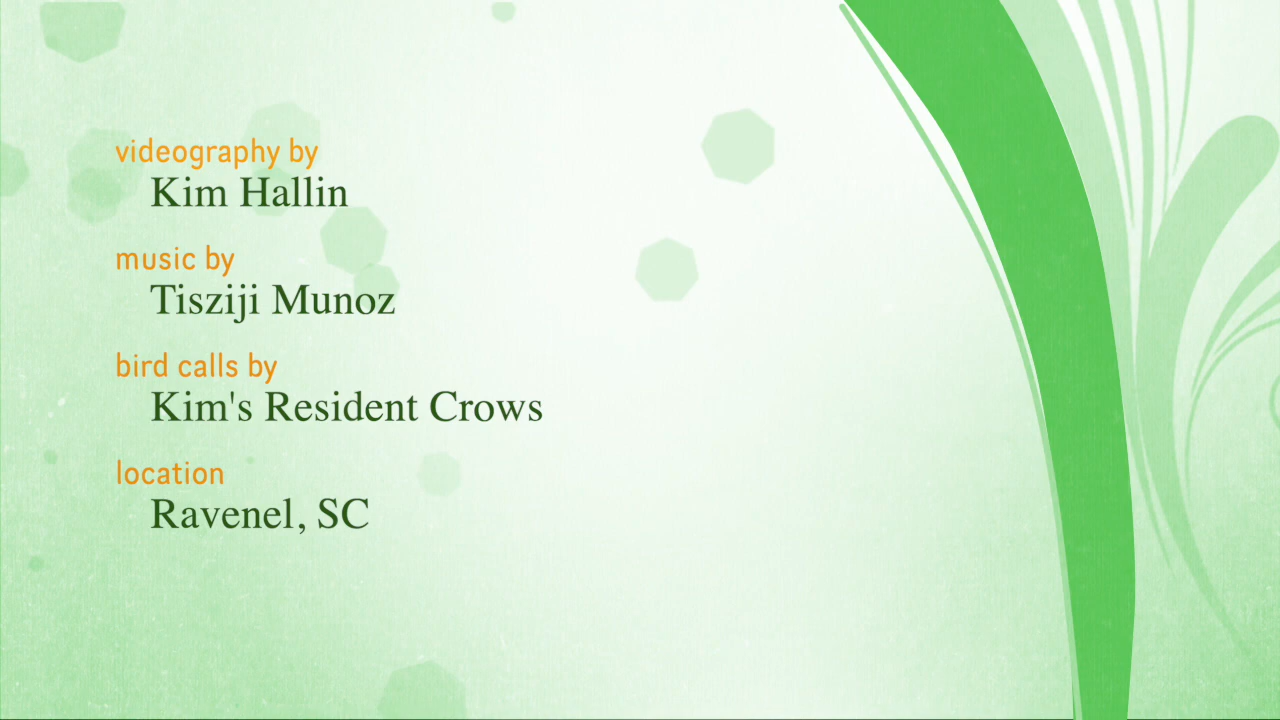 videography by
Kim Hallin
music by
Tisziji Munoz
bird calls by
Kim's Resident Crows
location
Ravenel, SC